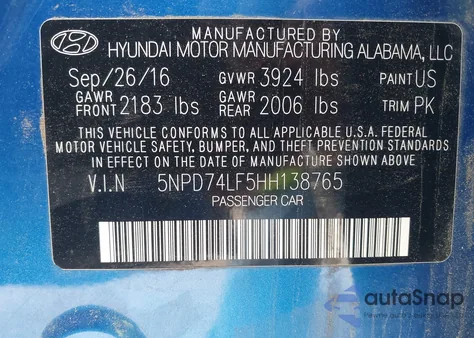 MANUFACTURED BY
HYUNDAI MOTOR MANUFACTURING ALABAMA, LLC
Sep/26/16 GVWR 3924 lbs PAINT US
GAWR FRONT 2183 lbs GAWR REAR 2006 lbs TRIM PK
THIS VEHICLE CONFORMS TO ALL APPLICABLE U.S.A. FEDERAL
MOTOR VEHICLE SAFETY, BUMPER, AND THEFT PREVENTION STANDARDS
IN EFFECT ON THE DATE OF MANUFACTURE SHOWN ABOVE
V.I.N 5NPD74LF5HH138765
PASSENGER CAR
autoSnap